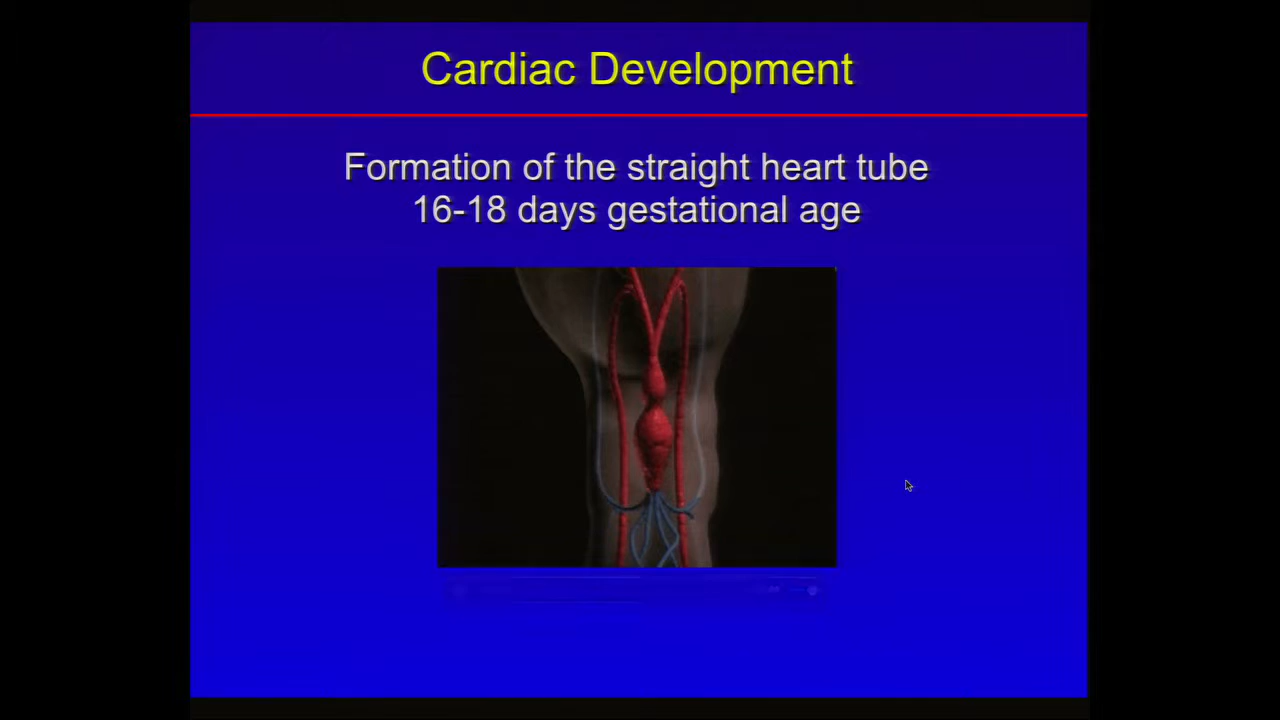 Cardiac Development
Formation of the straight heart tube
16-18 days gestational age